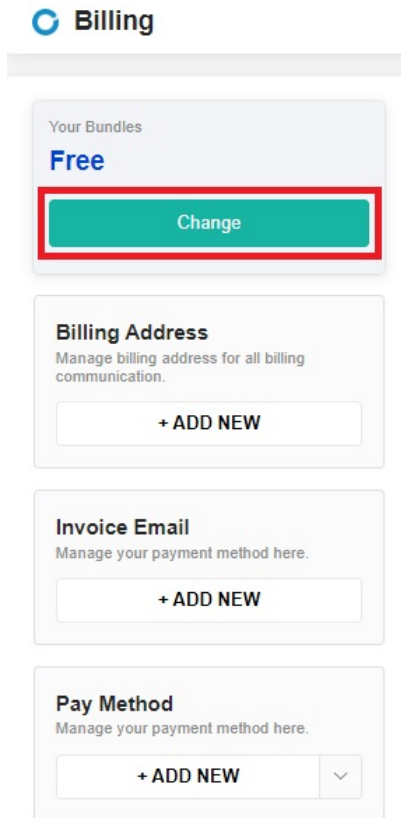 Billing
Your Bundles
Free
Change
Billing Address
Manage billing address for all billing
communication.
+ ADD NEW
Invoice Email
Manage your payment method here.
+ ADD NEW
Pay Method
Manage your payment method here.
+ ADD NEW